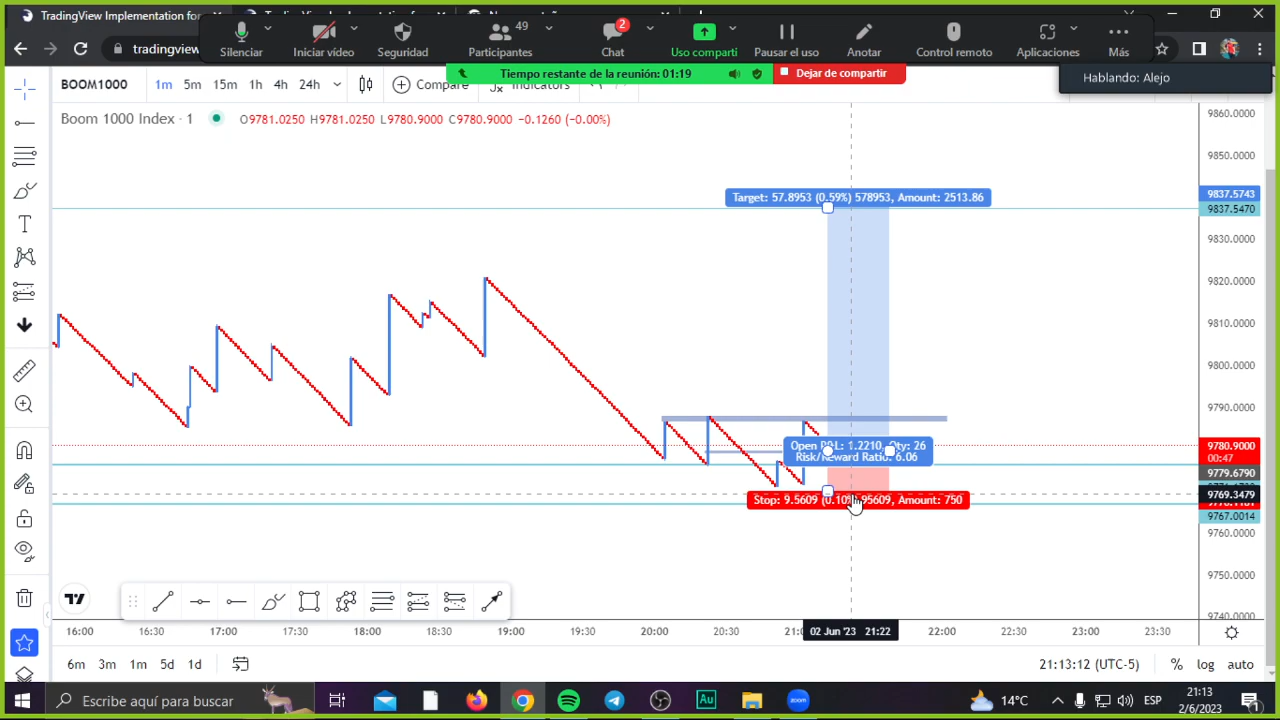 TradingView Implementation for
Silenciar
Iniciar vídeo
Seguridad
49
Participantes
2
Chat
Uso comparti
Pausar el uso
Anotar
Control remoto
Aplicaciones
Más
tradingview
Tiempo restante de la reunión: 01:19
Dejar de compartir
Hablando: Alejo
BOOM1000
1m 5m 15m 1h 4h 24h
Compare
Indicators
Boom 1000 Index · 1
O9781.0250 H9781.0250 L9780.9000 C9780.9000 -0.1260 (-0.00%)
9860.0000
9850.0000
Target: 57.8953 (0.59%) 578953, Amount: 2513.86
9837.5743
9837.5470
9830.0000
9820.0000
9810.0000
9800.0000
9790.0000
Open P&L: 1.2210, Qty: 26
Risk/Reward Ratio: 6.06
9780.9000
00:47
9779.6790
Stop: 9.5609 (0.10%) 95609, Amount: 750
9769.3479
9767.0014
9760.0000
9750.0000
9740.0000
16:00 16:30 17:00 17:30 18:00 18:30 19:00 19:30 20:00 20:30 02 Jun '23 21:22 22:00 22:30 23:00 23:30
6m 3m 1m 5d 1d
21:13:12 (UTC-5)
% log auto
Escribe aquí para buscar
Au
zoom
14°C
ESP
21:13
2/6/2023
1